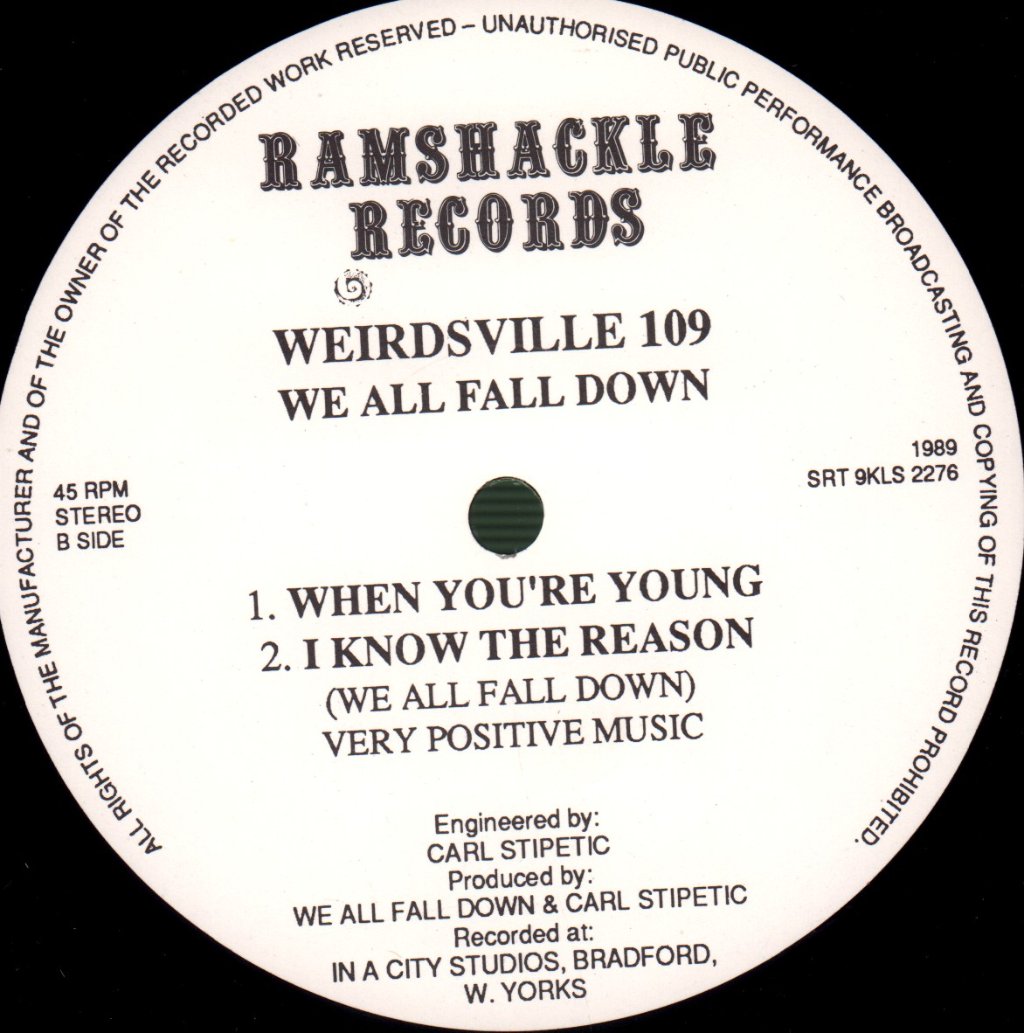 ALL RIGHTS OF THE MANUFACTURER AND OF THE OWNER OF THE RECORDED WORK RESERVED – UNAUTHORISED PUBLIC PERFORMANCE BROADCASTING AND COPYING OF THIS RECORD PROHIBITED.
RAMSHACKLE
RECORDS
WEIRDSVILLE 109
WE ALL FALL DOWN
45 RPM
STEREO
B SIDE
1989
SRT 9KLS 2276
1. WHEN YOU'RE YOUNG
2. I KNOW THE REASON
(WE ALL FALL DOWN)
VERY POSITIVE MUSIC
Engineered by:
CARL STIPETIC
Produced by:
WE ALL FALL DOWN & CARL STIPETIC
Recorded at:
IN A CITY STUDIOS, BRADFORD,
W. YORKS